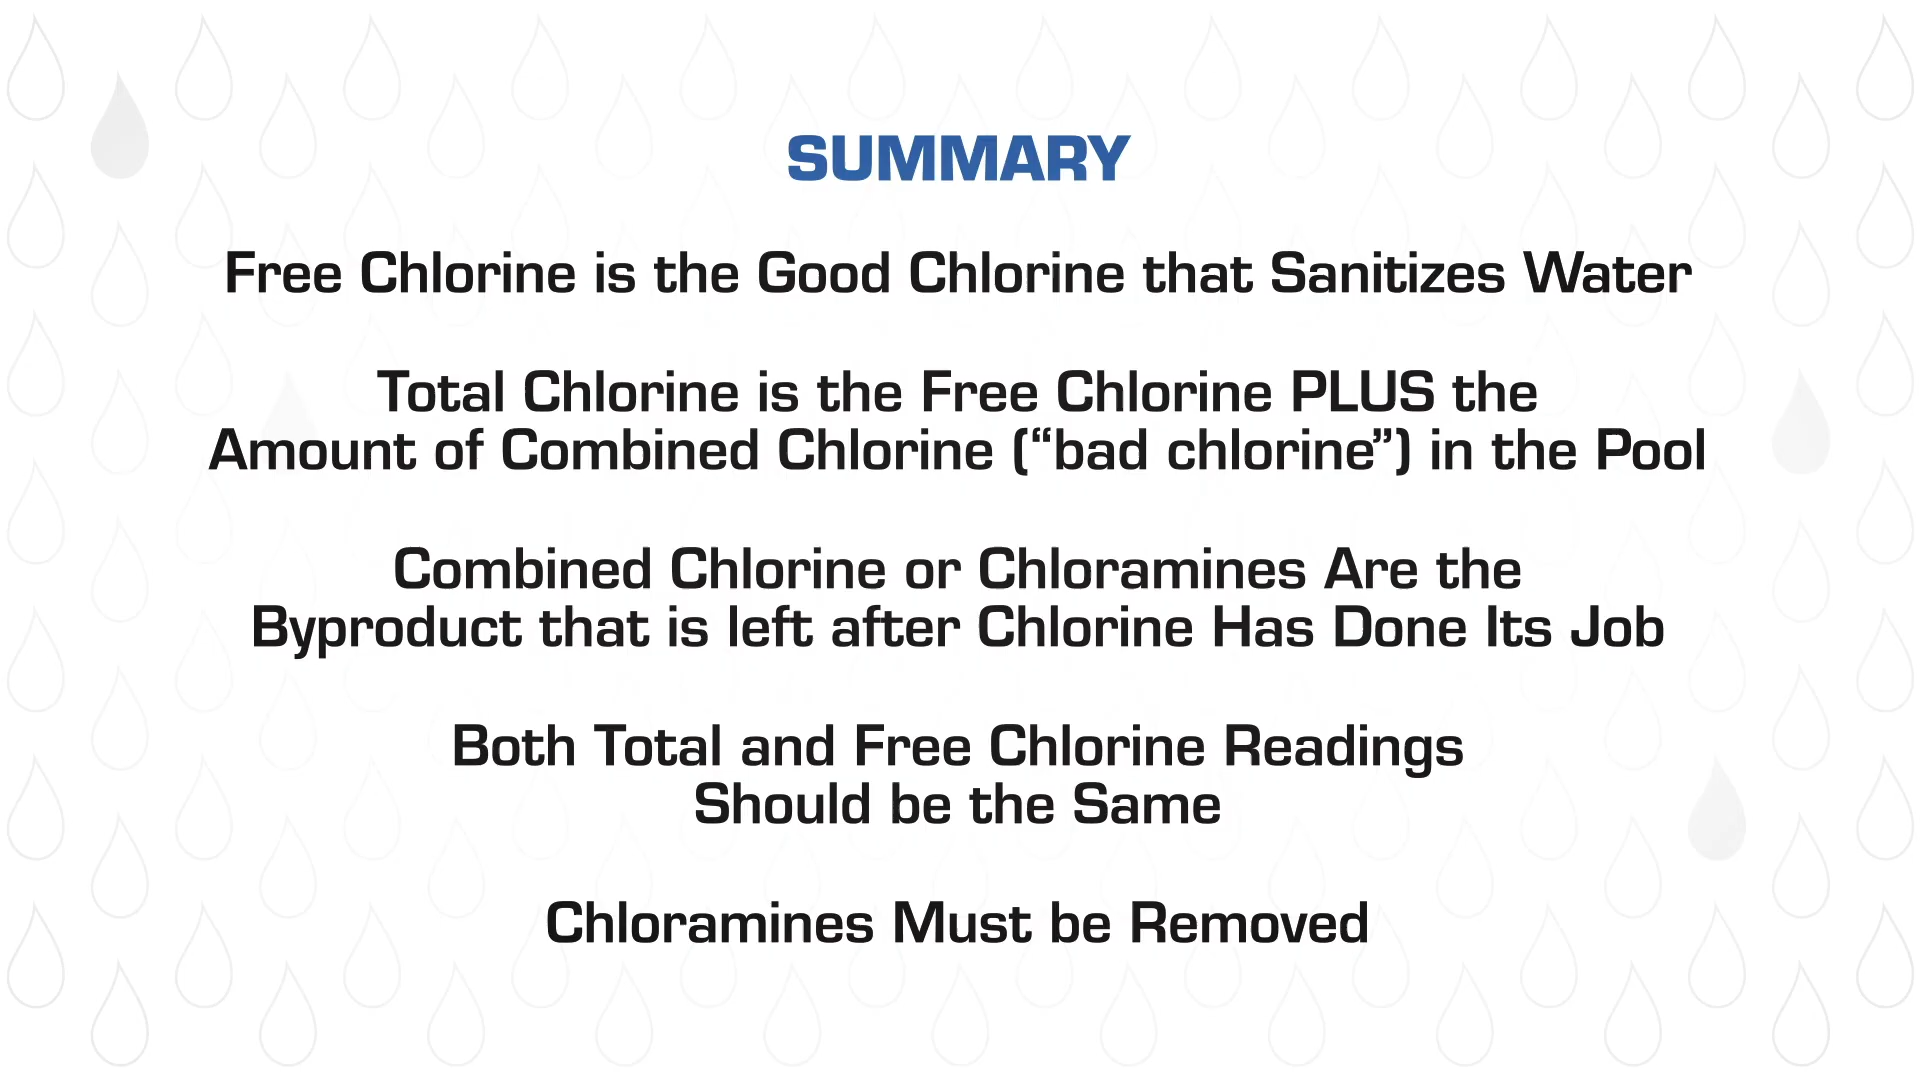 SUMMARY
Free Chlorine is the Good Chlorine that Sanitizes Water
Total Chlorine is the Free Chlorine PLUS the
Amount of Combined Chlorine (“bad chlorine”) in the Pool
Combined Chlorine or Chloramines Are the
Byproduct that is left after Chlorine Has Done Its Job
Both Total and Free Chlorine Readings
Should be the Same
Chloramines Must be Removed